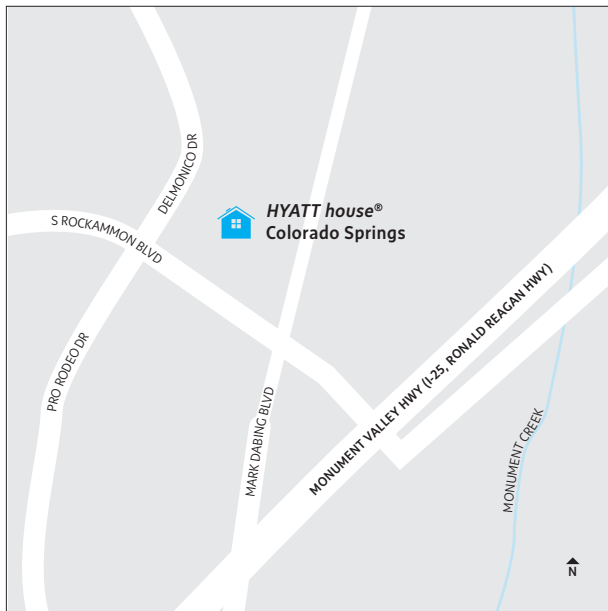 DELMONICO DR
HYATT house®
Colorado Springs
S ROCKAMMON BLVD
MONUMENT VALLEY HWY (I-25, RONALD REAGAN HWY)
PRO RODEO DR
MARK DABING BLVD
MONUMENT CREEK
N